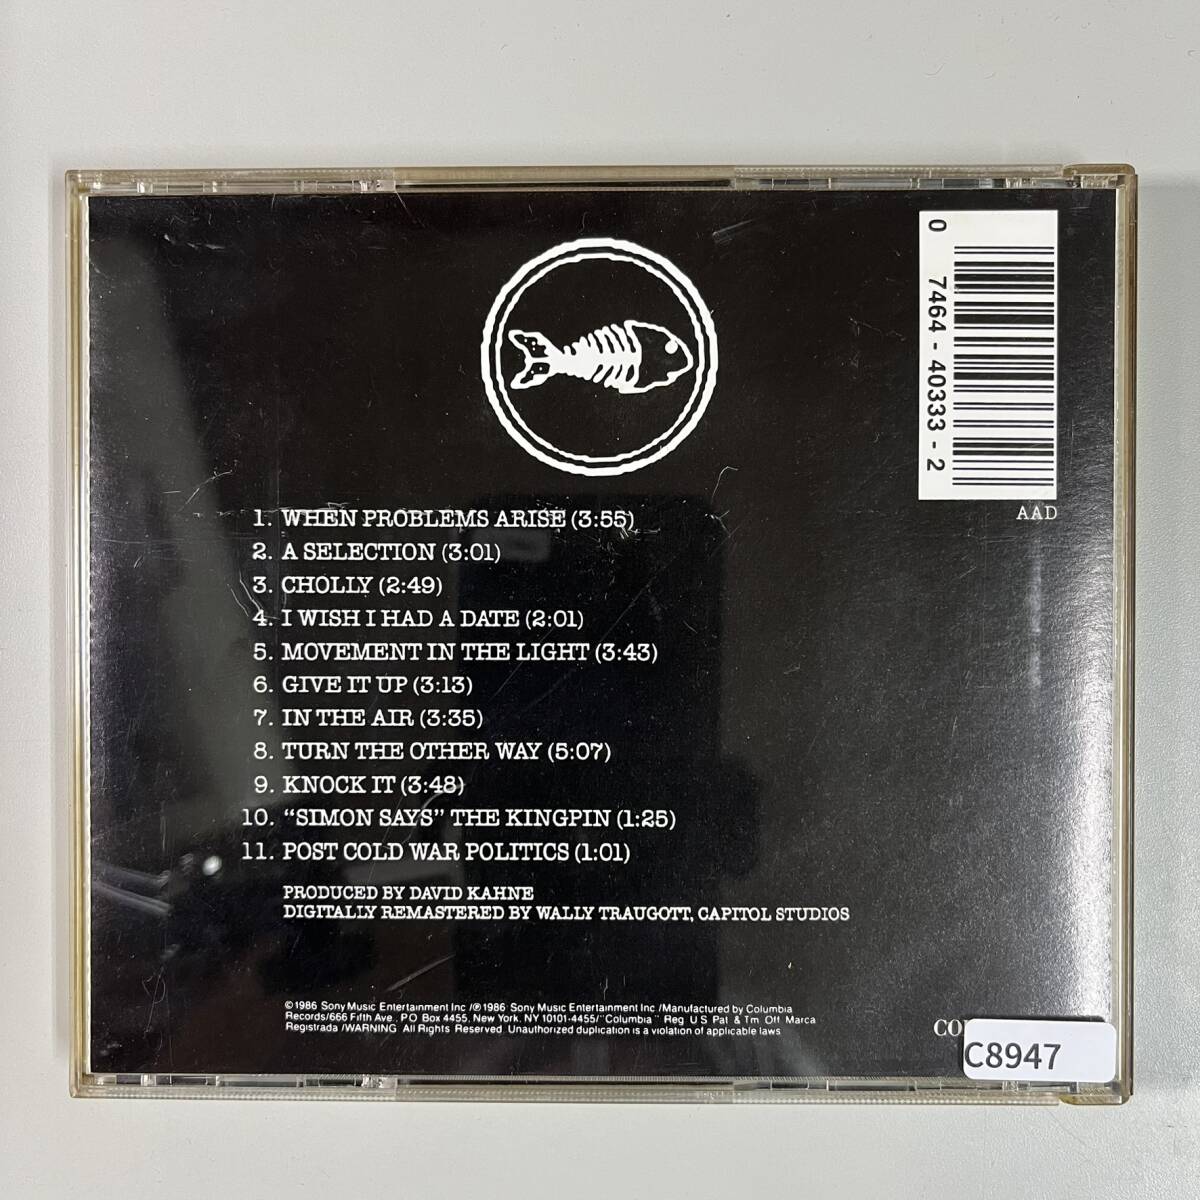 0 7464-40333-2
AAD
1. WHEN PROBLEMS ARISE (3:55)
2. A SELECTION (3:01)
3. CHOLLY (2:49)
4. I WISH I HAD A DATE (2:01)
5. MOVEMENT IN THE LIGHT (3:43)
6. GIVE IT UP (3:13)
7. IN THE AIR (3:35)
8. TURN THE OTHER WAY (5:07)
9. KNOCK IT (3:48)
10. “SIMON SAYS” THE KINGPIN (1:25)
11. POST COLD WAR POLITICS (1:01)
PRODUCED BY DAVID KAHNE
DIGITALLY REMASTERED BY WALLY TRAUGOTT, CAPITOL STUDIOS
©1986 Sony Music Entertainment Inc./℗1986 Sony Music Entertainment Inc./Manufactured by Columbia
Records/666 Fifth Ave., P.O. Box 4455, New York, NY 10101-4455/"Columbia" Reg. U.S. Pat. & Tm. Off. Marca
Registrada./WARNING: All Rights Reserved. Unauthorized duplication is a violation of applicable laws.
C8947